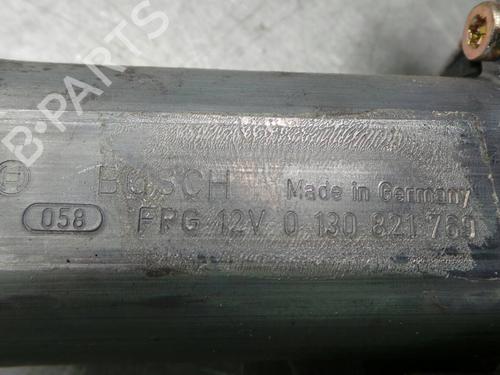 B-PARTS
BOSCH Made in Germany
058 FPG 12V 0 130 821 760